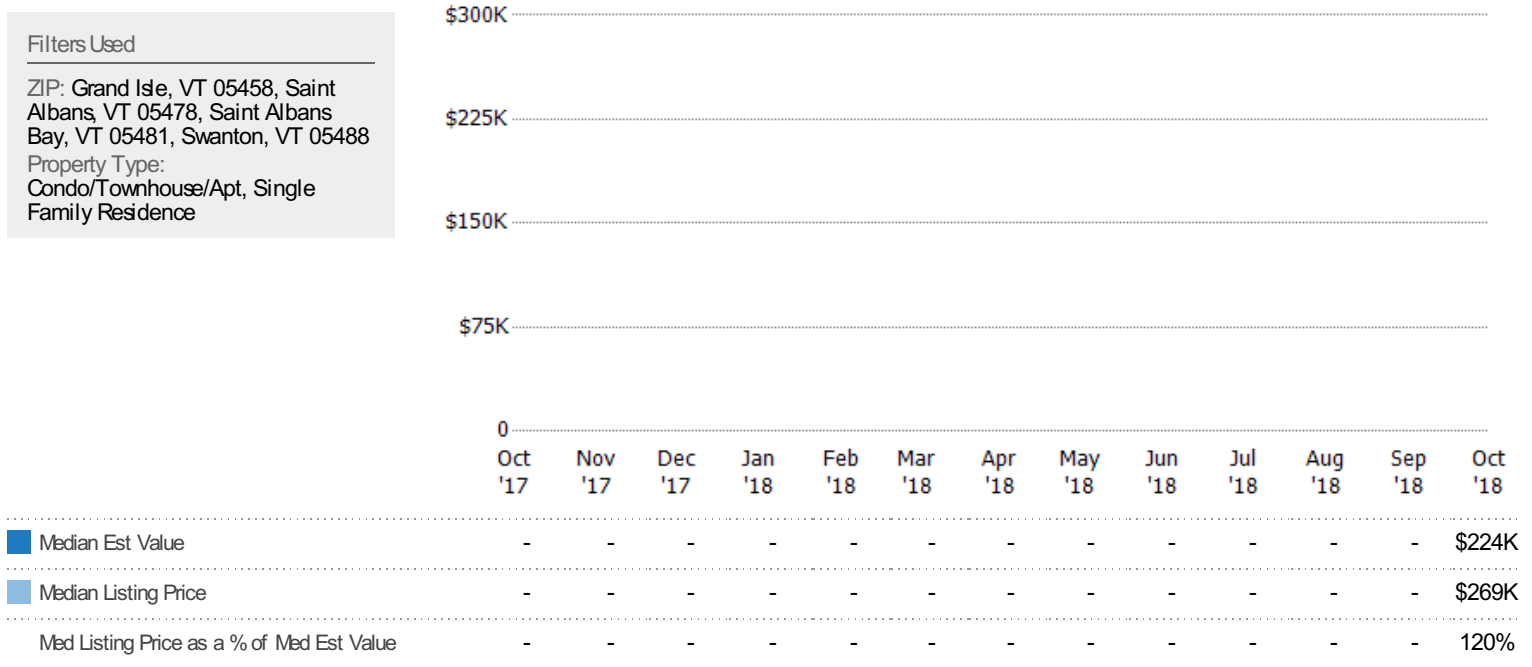 Filters Used
ZIP: Grand Isle, VT 05458, Saint
Albans, VT 05478, Saint Albans
Bay, VT 05481, Swanton, VT 05488
Property Type:
Condo/Townhouse/Apt, Single
Family Residence
$300K
$225K
$150K
$75K
0
Oct Nov Dec Jan Feb Mar Apr May Jun Jul Aug Sep Oct
'17 '17 '17 '18 '18 '18 '18 '18 '18 '18 '18 '18 '18
Median Est Value - - - - - - - - - - - - $224K
Median Listing Price - - - - - - - - - - - - $269K
Med Listing Price as a % of Med Est Value - - - - - - - - - - - - 120%